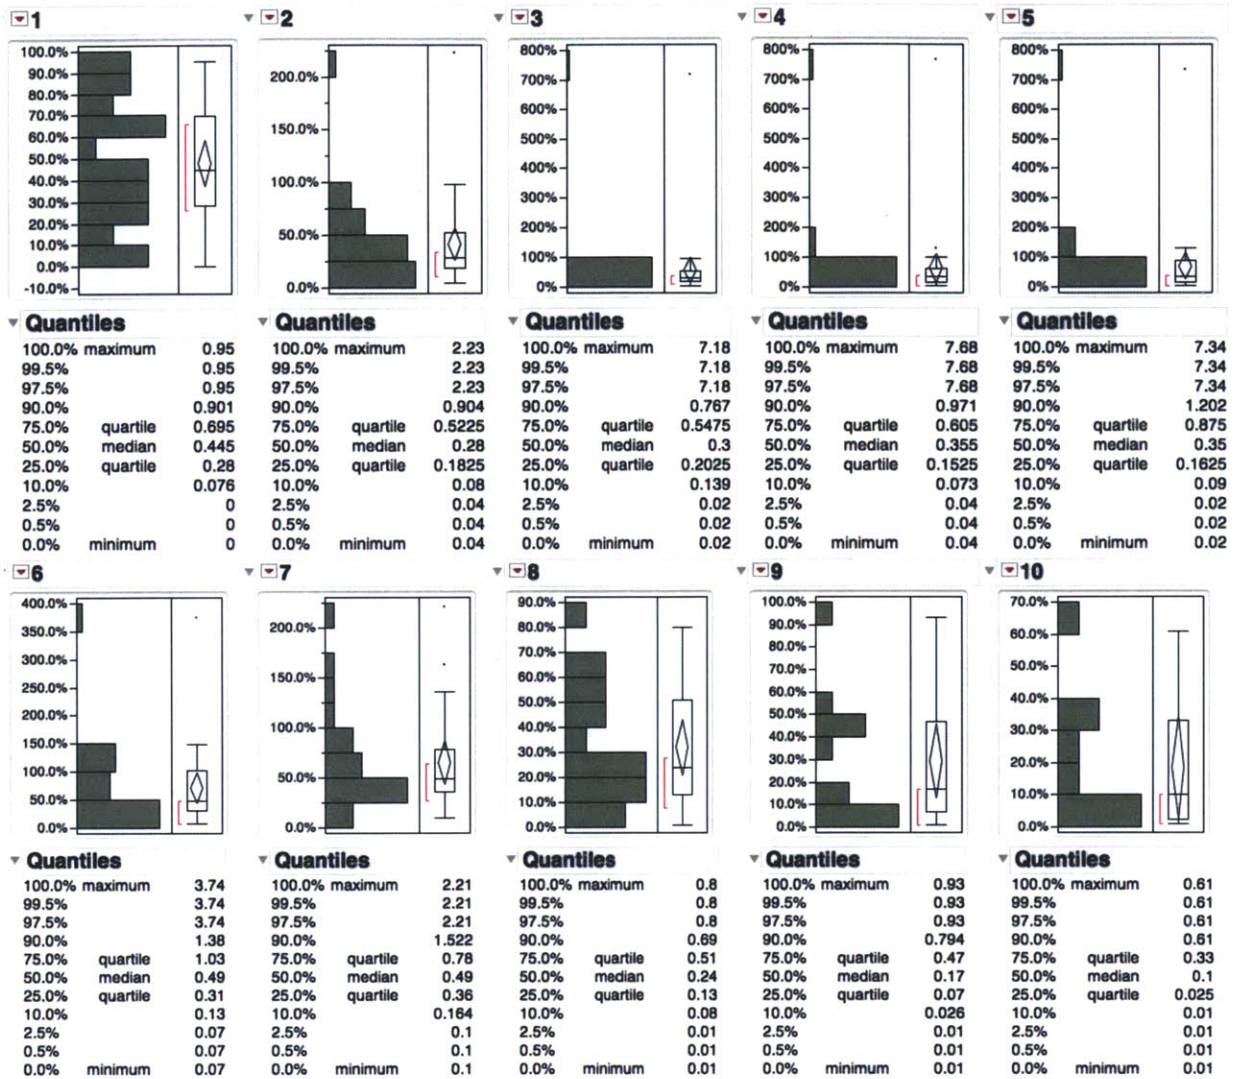 1
100.0%
90.0%
80.0%
70.0%
60.0%
50.0%
40.0%
30.0%
20.0%
10.0%
0.0%
-10.0%
Quantiles
100.0% maximum 0.95
99.5% 0.95
97.5% 0.95
90.0% 0.901
75.0% quartile 0.695
50.0% median 0.445
25.0% quartile 0.28
10.0% 0.076
2.5% 0
0.5% 0
0.0% minimum 0
2
200.0%
150.0%
100.0%
50.0%
0.0%
Quantiles
100.0% maximum 2.23
99.5% 2.23
97.5% 2.23
90.0% 0.904
75.0% quartile 0.5225
50.0% median 0.28
25.0% quartile 0.1825
10.0% 0.08
2.5% 0.04
0.5% 0.04
0.0% minimum 0.04
3
800%
700%
600%
500%
400%
300%
200%
100%
0%
Quantiles
100.0% maximum 7.18
99.5% 7.18
97.5% 7.18
90.0% 0.767
75.0% quartile 0.5475
50.0% median 0.3
25.0% quartile 0.2025
10.0% 0.139
2.5% 0.02
0.5% 0.02
0.0% minimum 0.02
4
800%
700%
600%
500%
400%
300%
200%
100%
0%
Quantiles
100.0% maximum 7.68
99.5% 7.68
97.5% 7.68
90.0% 0.971
75.0% quartile 0.605
50.0% median 0.355
25.0% quartile 0.1525
10.0% 0.073
2.5% 0.04
0.5% 0.04
0.0% minimum 0.04
5
800%
700%
600%
500%
400%
300%
200%
100%
0%
Quantiles
100.0% maximum 7.34
99.5% 7.34
97.5% 7.34
90.0% 1.202
75.0% quartile 0.875
50.0% median 0.35
25.0% quartile 0.1625
10.0% 0.09
2.5% 0.02
0.5% 0.02
0.0% minimum 0.02
6
400.0%
350.0%
300.0%
250.0%
200.0%
150.0%
100.0%
50.0%
0.0%
Quantiles
100.0% maximum 3.74
99.5% 3.74
97.5% 3.74
90.0% 1.38
75.0% quartile 1.03
50.0% median 0.49
25.0% quartile 0.31
10.0% 0.13
2.5% 0.07
0.5% 0.07
0.0% minimum 0.07
7
200.0%
150.0%
100.0%
50.0%
0.0%
Quantiles
100.0% maximum 2.21
99.5% 2.21
97.5% 2.21
90.0% 1.522
75.0% quartile 0.78
50.0% median 0.49
25.0% quartile 0.36
10.0% 0.164
2.5% 0.1
0.5% 0.1
0.0% minimum 0.1
8
90.0%
80.0%
70.0%
60.0%
50.0%
40.0%
30.0%
20.0%
10.0%
0.0%
Quantiles
100.0% maximum 0.8
99.5% 0.8
97.5% 0.8
90.0% 0.69
75.0% quartile 0.51
50.0% median 0.24
25.0% quartile 0.13
10.0% 0.08
2.5% 0.01
0.5% 0.01
0.0% minimum 0.01
9
100.0%
90.0%
80.0%
70.0%
60.0%
50.0%
40.0%
30.0%
20.0%
10.0%
0.0%
Quantiles
100.0% maximum 0.93
99.5% 0.93
97.5% 0.93
90.0% 0.794
75.0% quartile 0.47
50.0% median 0.17
25.0% quartile 0.07
10.0% 0.026
2.5% 0.01
0.5% 0.01
0.0% minimum 0.01
10
70.0%
60.0%
50.0%
40.0%
30.0%
20.0%
10.0%
0.0%
Quantiles
100.0% maximum 0.61
99.5% 0.61
97.5% 0.61
90.0% 0.61
75.0% quartile 0.33
50.0% median 0.1
25.0% quartile 0.025
10.0% 0.01
2.5% 0.01
0.5% 0.01
0.0% minimum 0.01